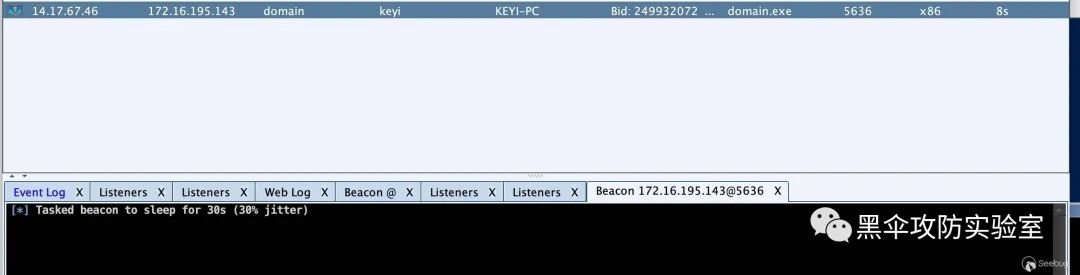 14.17.67.46 172.16.195.143 domain keyi KEYI-PC Bid: 249932072 ... domain.exe 5636 x86 8s
Event Log X Listeners X Listeners X Web Log X Beacon @ X Listeners X Listeners X Beacon 172.16.195.143@5636 X
[*] Tasked beacon to sleep for 30s (30% jitter)
黑伞攻防实验室
Seebug